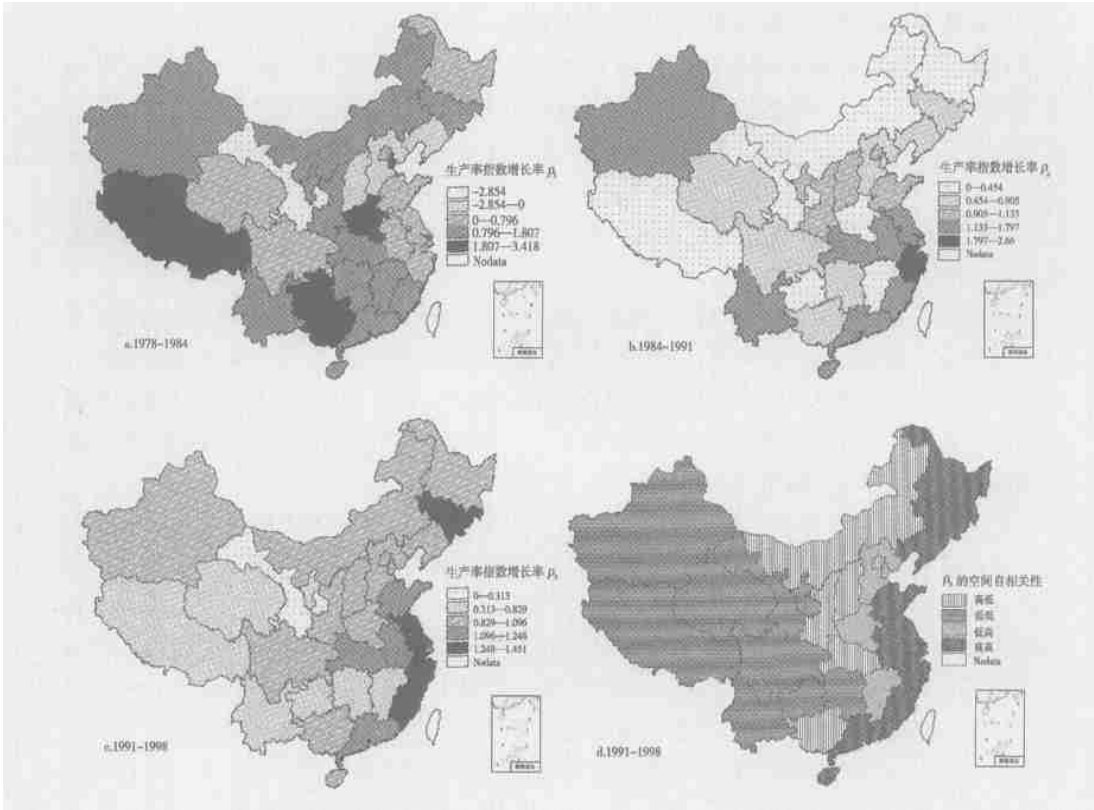 生产率指数增长率 ρi
-2.854
-2.854—0
0—0.796
0.796—1.807
1.807—3.418
Nodata
a.1978-1984
生产率指数增长率 ρi
0—0.454
0.454—0.905
0.905—1.135
1.135—1.797
1.797—2.66
Nodata
b.1984-1991
生产率指数增长率 ρi
0—0.313
0.313—0.829
0.829—1.096
1.096—1.248
1.248—1.451
Nodata
c.1991-1998
ρi 的空间自相关性
高低
低低
低高
高高
Nodata
d.1991-1998